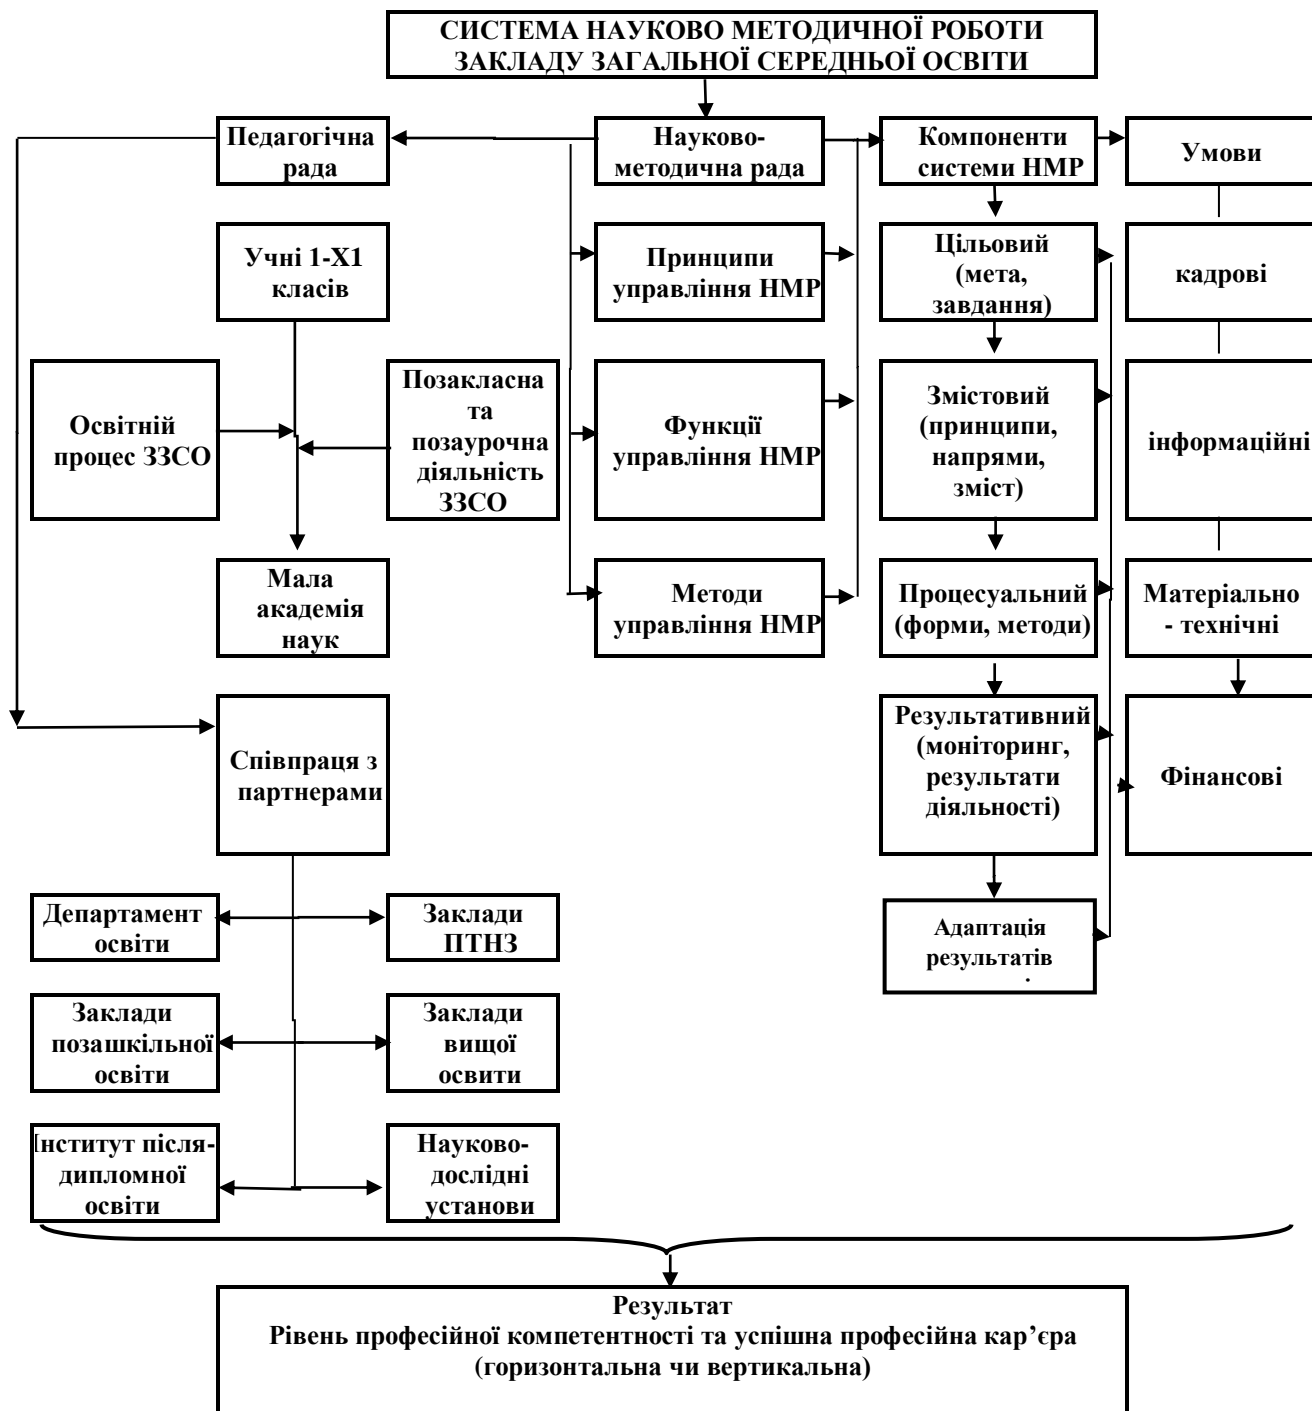 СИСТЕМА НАУКОВО МЕТОДИЧНОЇ РОБОТИ
ЗАКЛАДУ ЗАГАЛЬНОЇ СЕРЕДНЬОЇ ОСВІТИ
Педагогічна
рада
Науково-
методична рада
Компоненти
системи НМР
Умови
Учні 1-Х1
класів
Принципи
управління НМР
Цільовий
(мета,
завдання)
кадрові
Освітній
процес ЗЗСО
Позакласна
та
позаурочна
діяльність
ЗЗСО
Функції
управління НМР
Змістовий
(принципи,
напрями,
зміст)
інформаційні
Мала
академія
наук
Методи
управління НМР
Процесуальний
(форми, методи)
Матеріально
- технічні
Співпраця з
партнерами
Результативний
(моніторинг,
результати
діяльності)
Фінансові
Департамент
освіти
Заклади
ПТНЗ
Адаптація
результатів
Заклади
позашкільної
освіти
Заклади
вищої
освити
Інститут після-
дипломної
освіти
Науково-
дослідні
установи
Результат
Рівень професійної компетентності та успішна професійна кар’єра
(горизонтальна чи вертикальна)